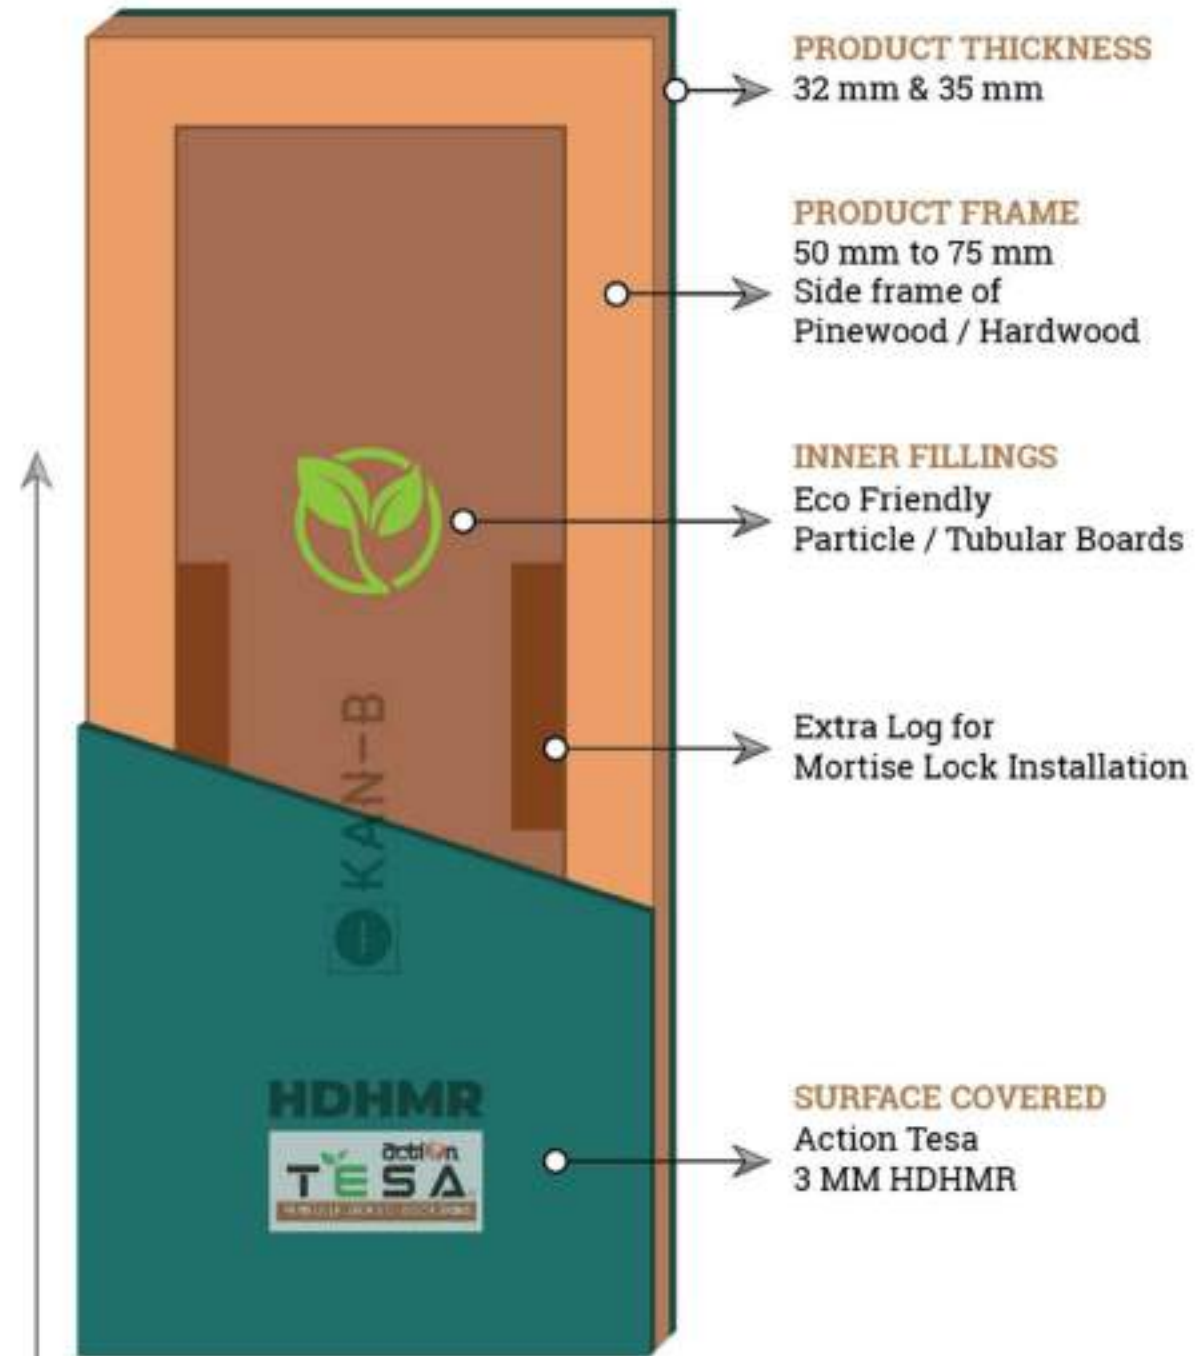 PRODUCT THICKNESS
32 mm & 35 mm
PRODUCT FRAME
50 mm to 75 mm
Side frame of
Pinewood / Hardwood
INNER FILLINGS
Eco Friendly
Particle / Tubular Boards
Extra Log for
Mortise Lock Installation
KAN-B
HDHMR
action
TESA
SURFACE COVERED
Action Tesa
3 MM HDHMR